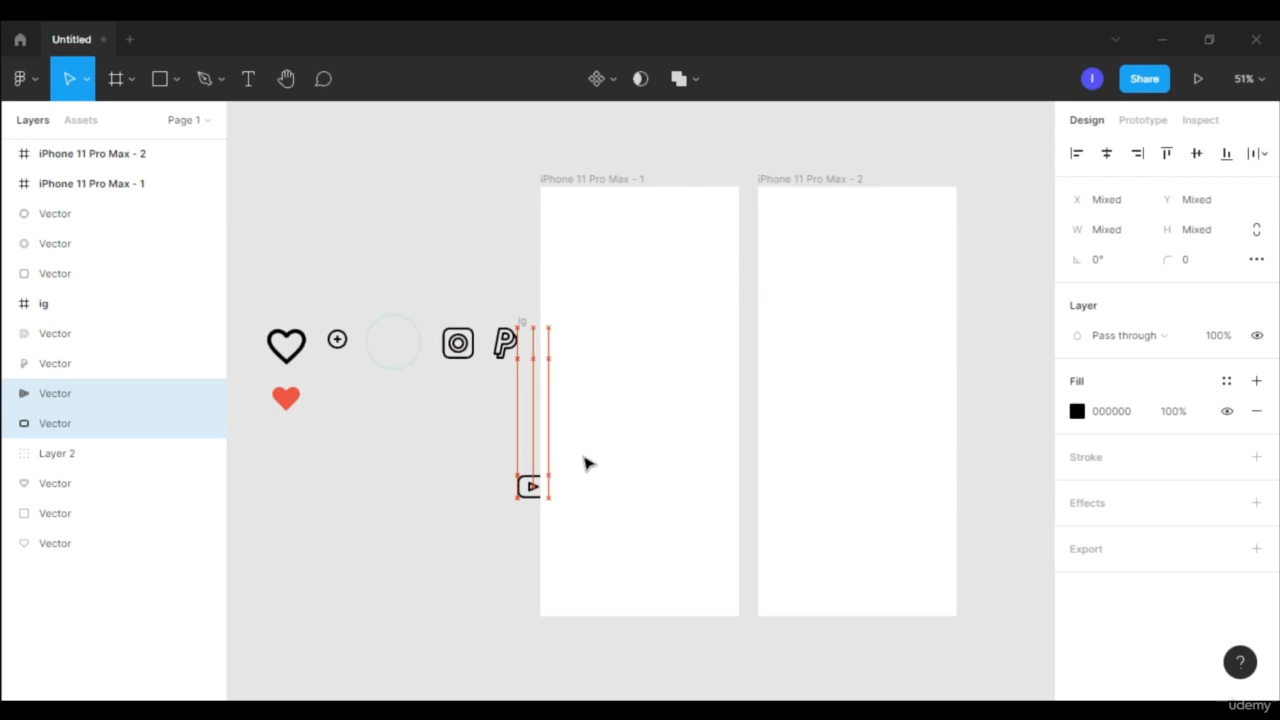 Untitled
Share
51%
Layers
Assets
Page 1
Design
Prototype
Inspect
iPhone 11 Pro Max - 2
iPhone 11 Pro Max - 1
Vector
Vector
Vector
ig
Vector
Vector
Vector
Vector
Layer 2
Vector
Vector
Vector
iPhone 11 Pro Max - 1
iPhone 11 Pro Max - 2
ig
X Mixed Y Mixed
W Mixed H Mixed
0° 0
Layer
Pass through 100%
Fill
000000 100%
Stroke
Effects
Export
?
udemy